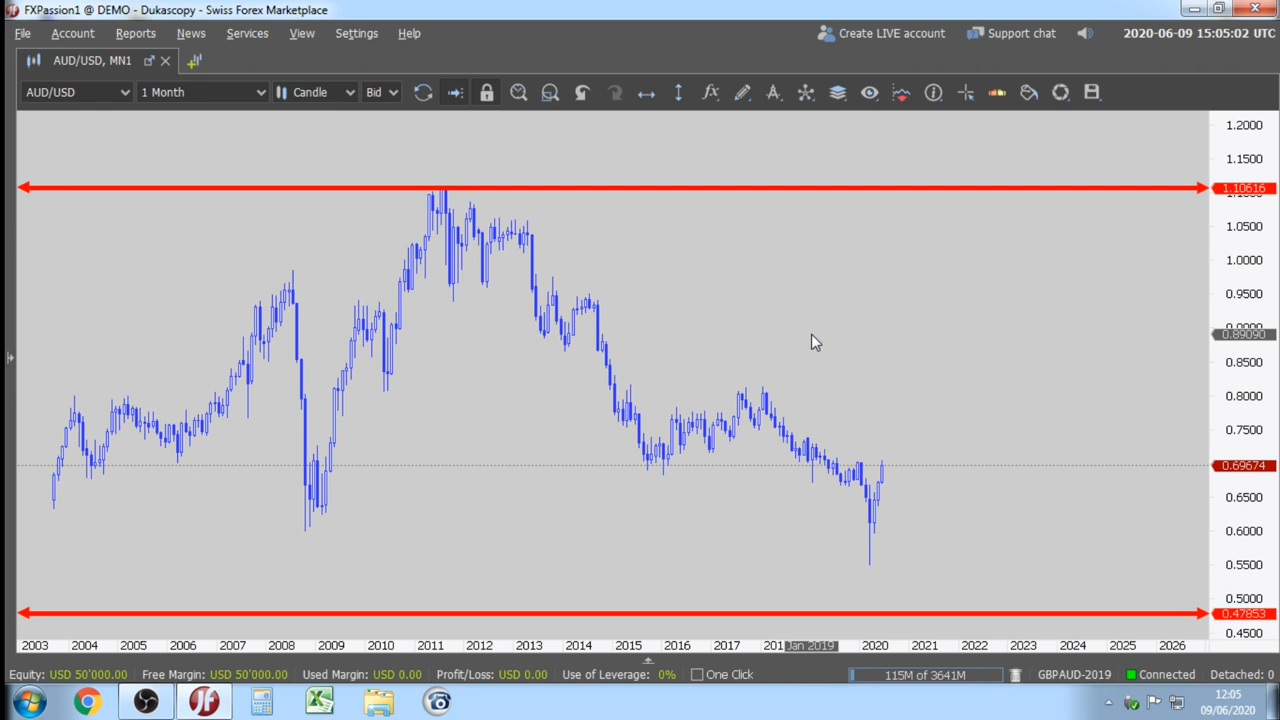 FXPassion1 @ DEMO - Dukascopy - Swiss Forex Marketplace
File Account Reports News Services View Settings Help
Create LIVE account Support chat 2020-06-09 15:05:02 UTC
AUD/USD, MN1
AUD/USD 1 Month Candle Bid
1.2000
1.1500
1.10616
1.0500
1.0000
0.9500
0.89090
0.8500
0.8000
0.7500
0.69674
0.6500
0.6000
0.5500
0.5000
0.47853
0.4500
2003 2004 2005 2006 2007 2008 2009 2010 2011 2012 2013 2014 2015 2016 2017 201 Jan 2019 2020 2021 2022 2023 2024 2025 2026
Equity: USD 50'000.00 Free Margin: USD 50'000.00 Used Margin: USD 0.00 Profit/Loss: USD 0.00 Use of Leverage: 0% One Click 115M of 3641M GBPAUD-2019 Connected Detached: 0
12:05
09/06/2020